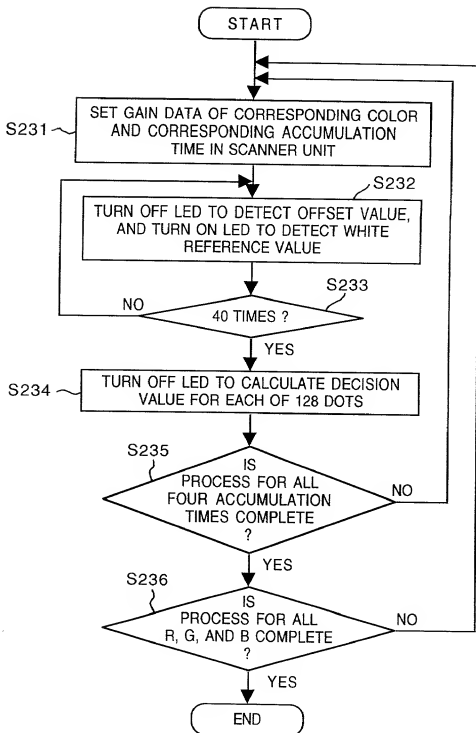 START
S231
SET GAIN DATA OF CORRESPONDING COLOR
AND CORRESPONDING ACCUMULATION
TIME IN SCANNER UNIT
S232
TURN OFF LED TO DETECT OFFSET VALUE,
AND TURN ON LED TO DETECT WHITE
REFERENCE VALUE
S233
NO
40 TIMES ?
YES
S234
TURN OFF LED TO CALCULATE DECISION
VALUE FOR EACH OF 128 DOTS
S235
IS
PROCESS FOR ALL
FOUR ACCUMULATION
TIMES COMPLETE
?
NO
YES
S236
IS
PROCESS FOR ALL
R, G, AND B COMPLETE
?
NO
YES
END